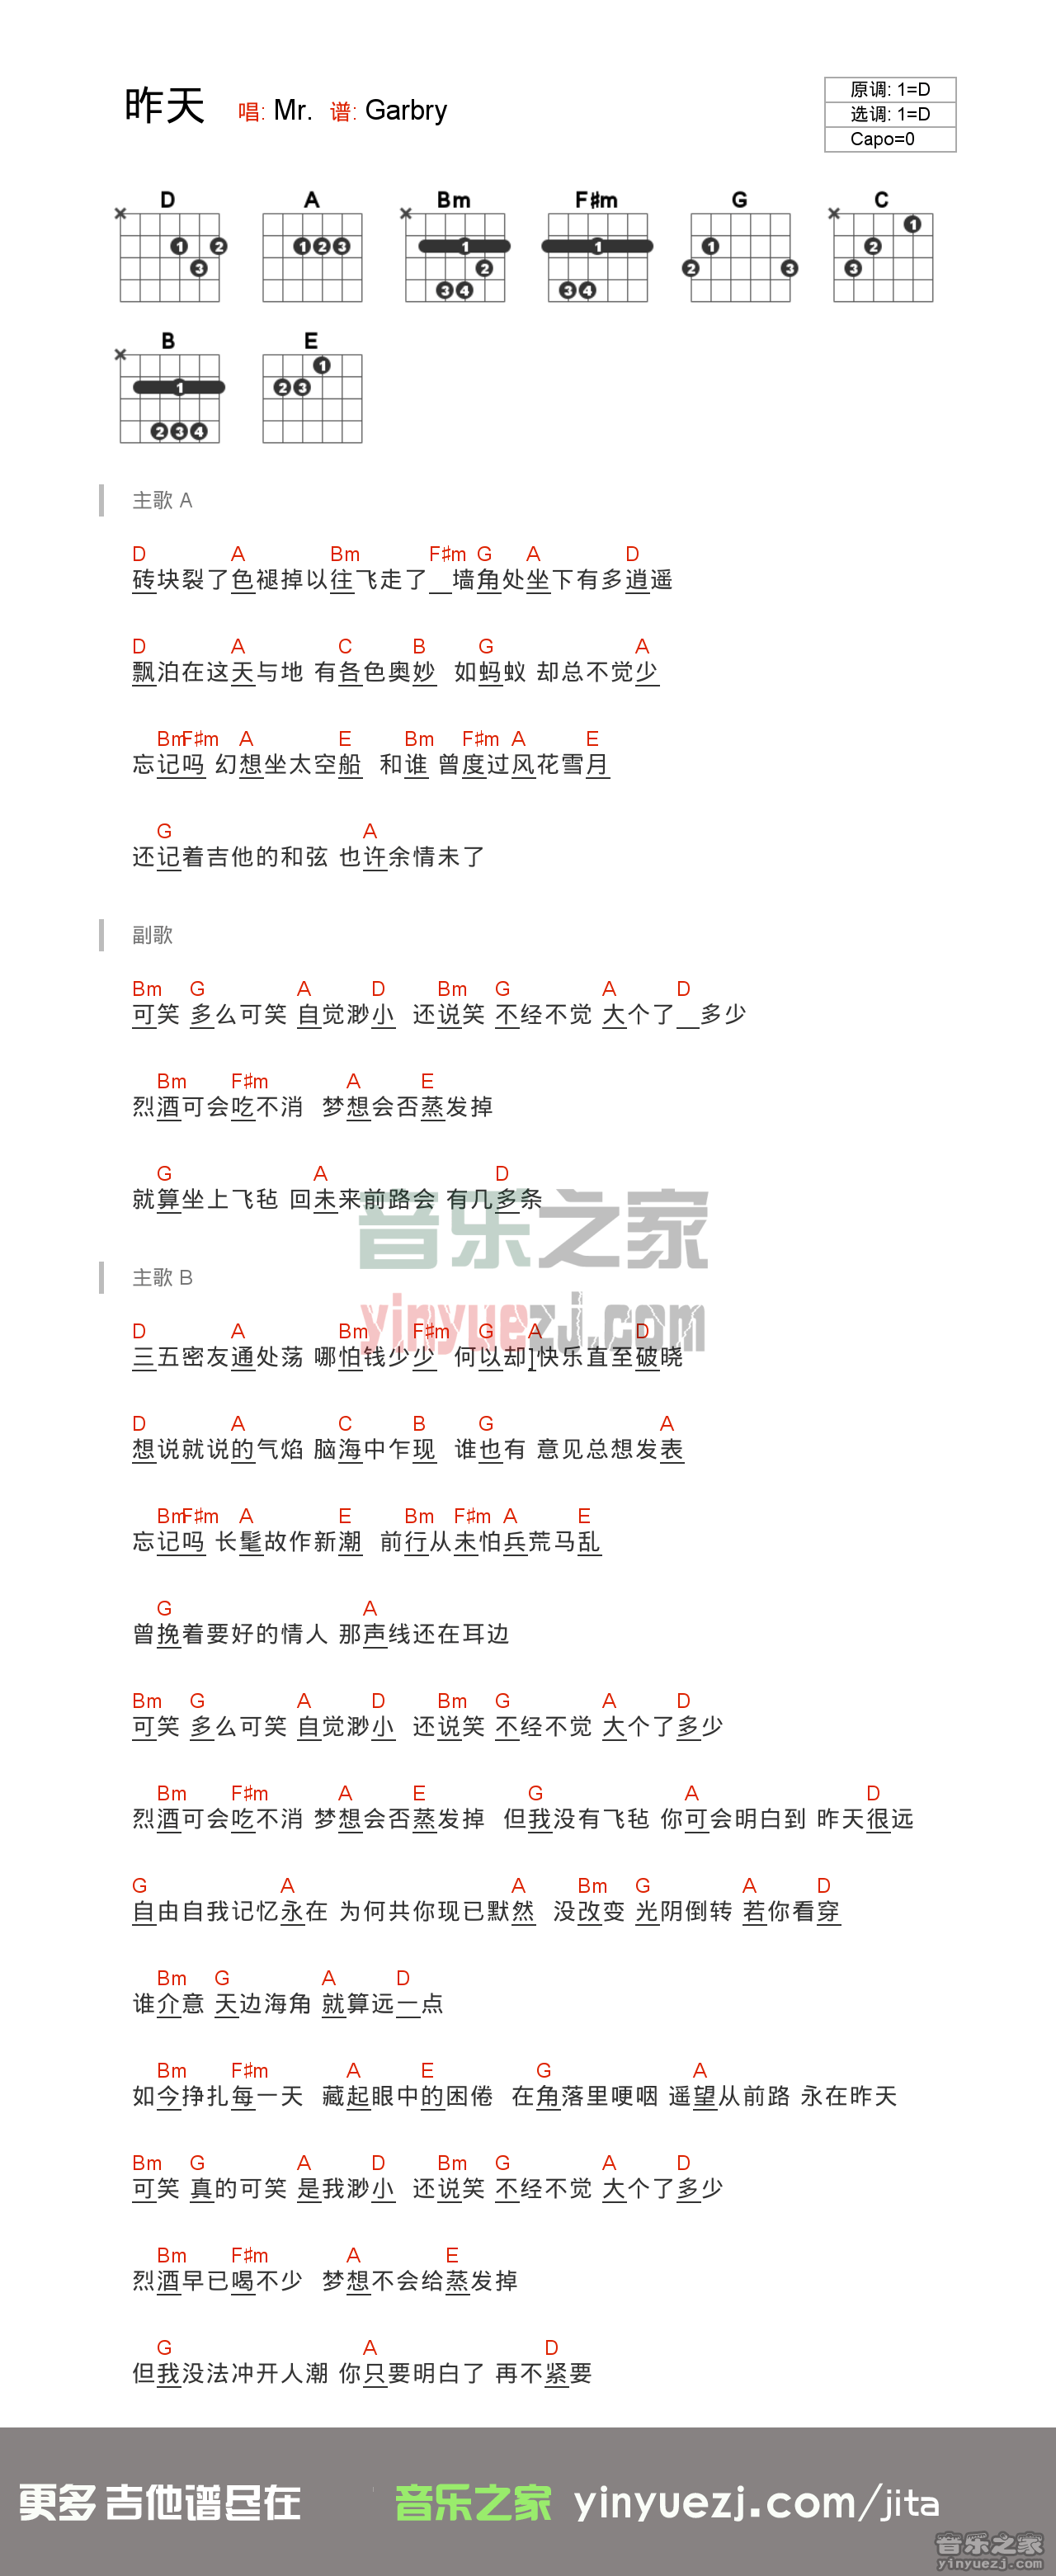 昨天 唱: Mr. 谱: Garbry
原调: 1=D
选调: 1=D
Capo=0
D A Bm F#m G C
B E
主歌 A
D A Bm F#m G A D
砖块裂了色褪掉以往飞走了__墙角处坐下有多逍遥
D A C B G A
飘泊在这天与地 有各色奥妙 如蚂蚁 却总不觉少
Bm F#m A E Bm F#m A E
忘记吗 幻想坐太空船 和谁 曾度过风花雪月
G A
还记着吉他的和弦 也许余情未了
副歌
Bm G A D Bm G A D
可笑 多么可笑 自觉渺小 还说笑 不经不觉 大个了__多少
Bm F#m A E
烈酒可会吃不消 梦想会否蒸发掉
G A D
就算坐上飞毡 回未来前路会 有几多条
音乐之家
yinyuezj.com
主歌 B
D A Bm F#m G A D
三五密友通处荡 哪怕钱少少 何以却]快乐直至破晓
D A C B G A
想说就说的气焰 脑海中乍现 谁也有 意见总想发表
Bm F#m A E Bm F#m A E
忘记吗 长髦故作新潮 前行从未怕兵荒马乱
G A
曾挽着要好的情人 那声线还在耳边
Bm G A D Bm G A D
可笑 多么可笑 自觉渺小 还说笑 不经不觉 大个了多少
Bm F#m A E G A D
烈酒可会吃不消 梦想会否蒸发掉 但我没有飞毡 你可会明白到 昨天很远
G A A Bm G A D
自由自我记忆永在 为何共你现已默然 没改变 光阴倒转 若你看穿
Bm G A D
谁介意 天边海角 就算远一点
Bm F#m A E G A
如今挣扎每一天 藏起眼中的困倦 在角落里哽咽 遥望从前路 永在昨天
Bm G A D Bm G A D
可笑 真的可笑 是我渺小 还说笑 不经不觉 大个了多少
Bm F#m A E
烈酒早已喝不少 梦想不会给蒸发掉
G A D
但我没法冲开人潮 你只要明白了 再不紧要
更多 吉他谱尽在 音乐之家 yinyuezj.com/jita
音乐之家
yinyuezj.com